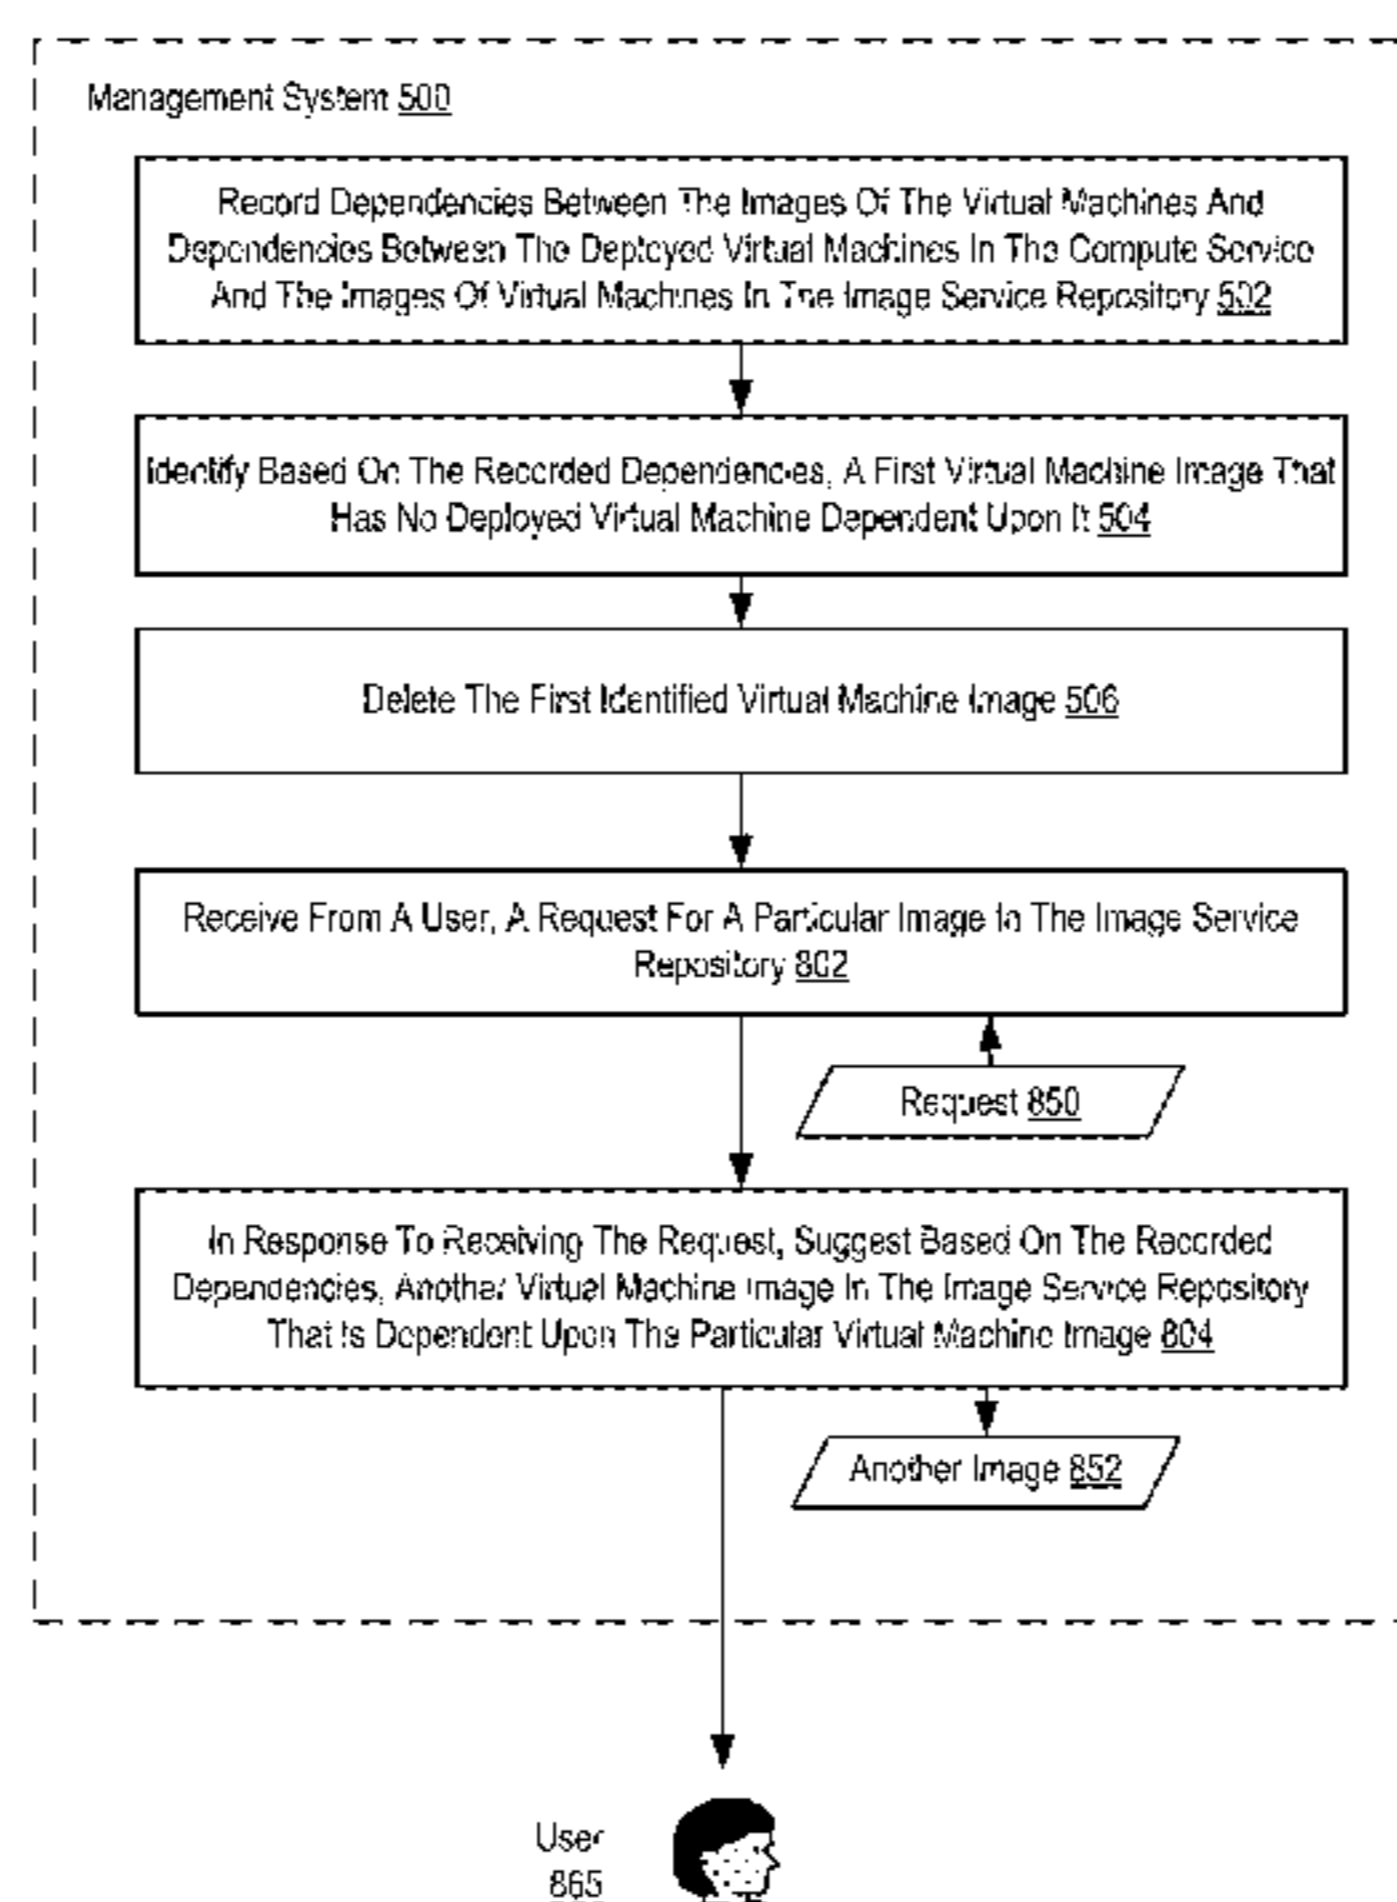 Management System 500
Record Dependencies Between The Images Of The Virtual Machines And
Dependencies Between The Deployed Virtual Machines In The Compute Service
And The Images Of Virtual Machines In The Image Service Repository 502
Identify Based On The Recorded Dependencies, A First Virtual Machine Image That
Has No Deployed Virtual Machine Dependent Upon It 504
Delete The First Identified Virtual Machine Image 506
Receive From A User, A Request For A Particular Image In The Image Service
Repository 802
Request 850
In Response To Receiving The Request, Suggest Based On The Recorded
Dependencies, Another Virtual Machine Image In The Image Service Repository
That Is Dependent Upon The Particular Virtual Machine Image 804
Another Image 852
User
865